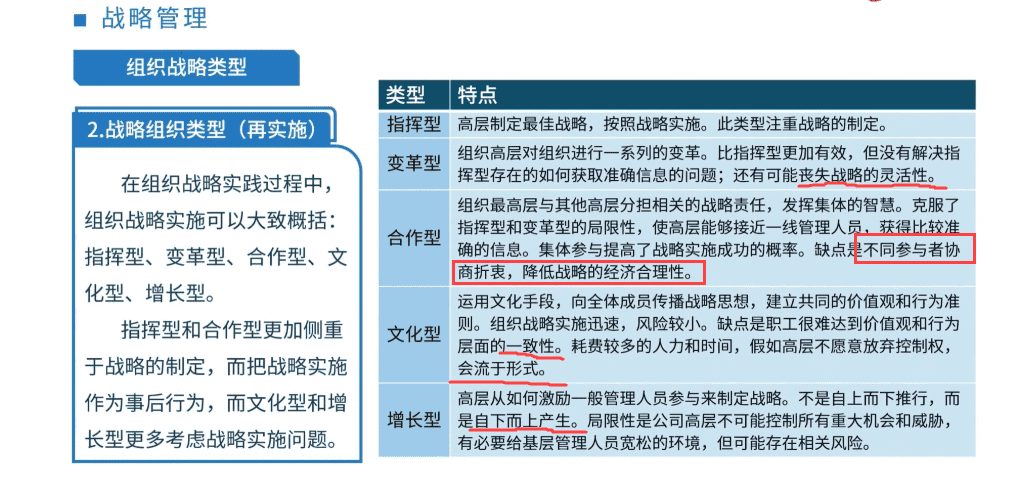 ■ 战略管理
组织战略类型
2.战略组织类型（再实施）
在组织战略实践过程中，
组织战略实施可以大致概括：
指挥型、变革型、合作型、文
化型、增长型。
指挥型和合作型更加侧重
于战略的制定，而把战略实施
作为事后行为，而文化型和增
长型更多考虑战略实施问题。
类型 特点
指挥型 高层制定最佳战略，按照战略实施。此类型注重战略的制定。
变革型
组织高层对组织进行一系列的变革。比指挥型更加有效，但没有解决指
挥型存在的如何获取准确信息的问题；还有可能丧失战略的灵活性。
合作型
组织最高层与其他高层分担相关的战略责任，发挥集体的智慧。克服了
指挥型和变革型的局限性，使高层能够接近一线管理人员，获得比较准
确的信息。集体参与提高了战略实施成功的概率。缺点是不同参与者协
商折衷，降低战略的经济合理性。
文化型
运用文化手段，向全体成员传播战略思想，建立共同的价值观和行为准
则。组织战略实施迅速，风险较小。缺点是职工很难达到价值观和行为
层面的一致性。耗费较多的人力和时间，假如高层不愿意放弃控制权，
会流于形式。
增长型
高层从如何激励一般管理人员参与来制定战略。不是自上而下推行，而
是自下而上产生。局限性是公司高层不可能控制所有重大机会和威胁，
有必要给基层管理人员宽松的环境，但可能存在相关风险。